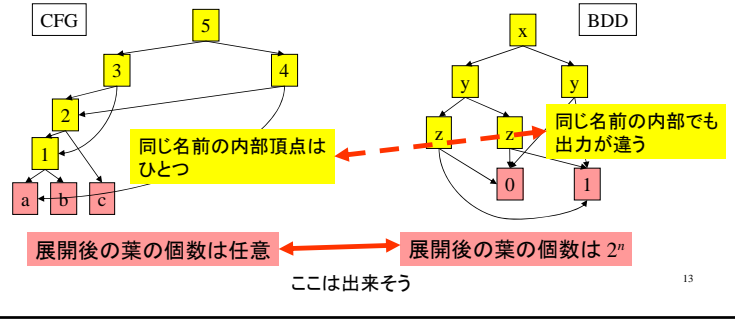 CFG
5
3
4
2
1
a
b
c
同じ名前の内部頂点は
ひとつ
BDD
x
y
y
z
z
0
1
同じ名前の内部でも
出力が違う
展開後の葉の個数は任意
展開後の葉の個数は 2ⁿ
ここは出来そう
13